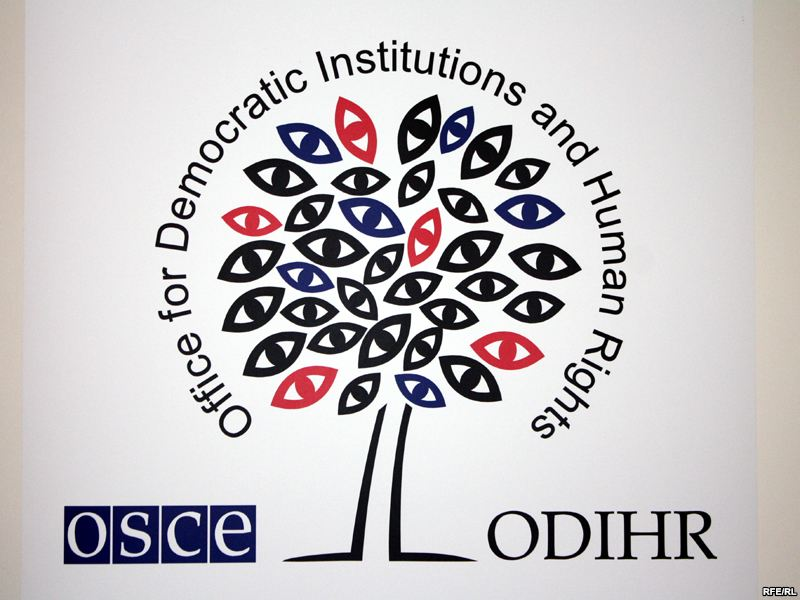 Office for Democratic Institutions and Human Rights
osce
ODIHR
RFE/RL